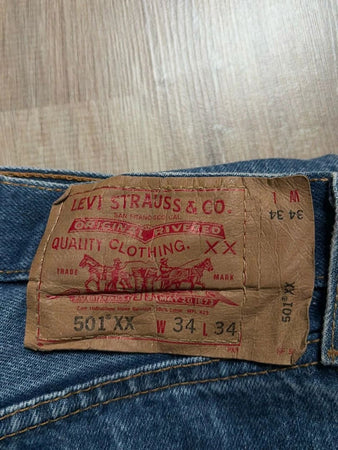 LEVI STRAUSS & CO.
SAN FRANCISCO, CAL.
ORIGINAL RIVETED
QUALITY CLOTHING. XX
TRADE MARK
501® XX W 34 L 34
W L
34 34
501® XX